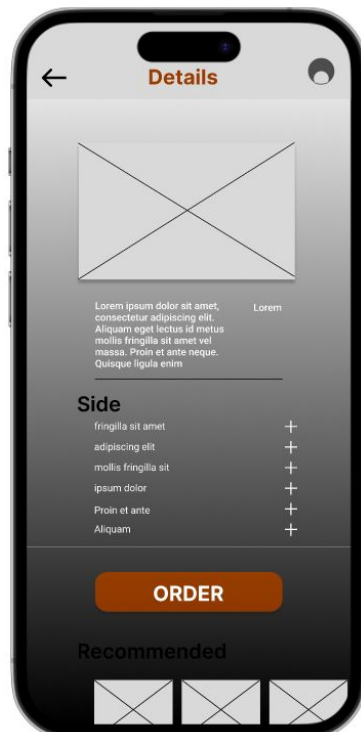 Details
Lorem ipsum dolor sit amet,
consectetur adipiscing elit.
Aliquam eget lectus id metus
mollis fringilla sit amet vel
massa. Proin et ante neque.
Quisque ligula enim
Lorem
Side
fringilla sit amet
adipiscing elit
mollis fringilla sit
ipsum dolor
Proin et ante
Aliquam
ORDER
Recommended